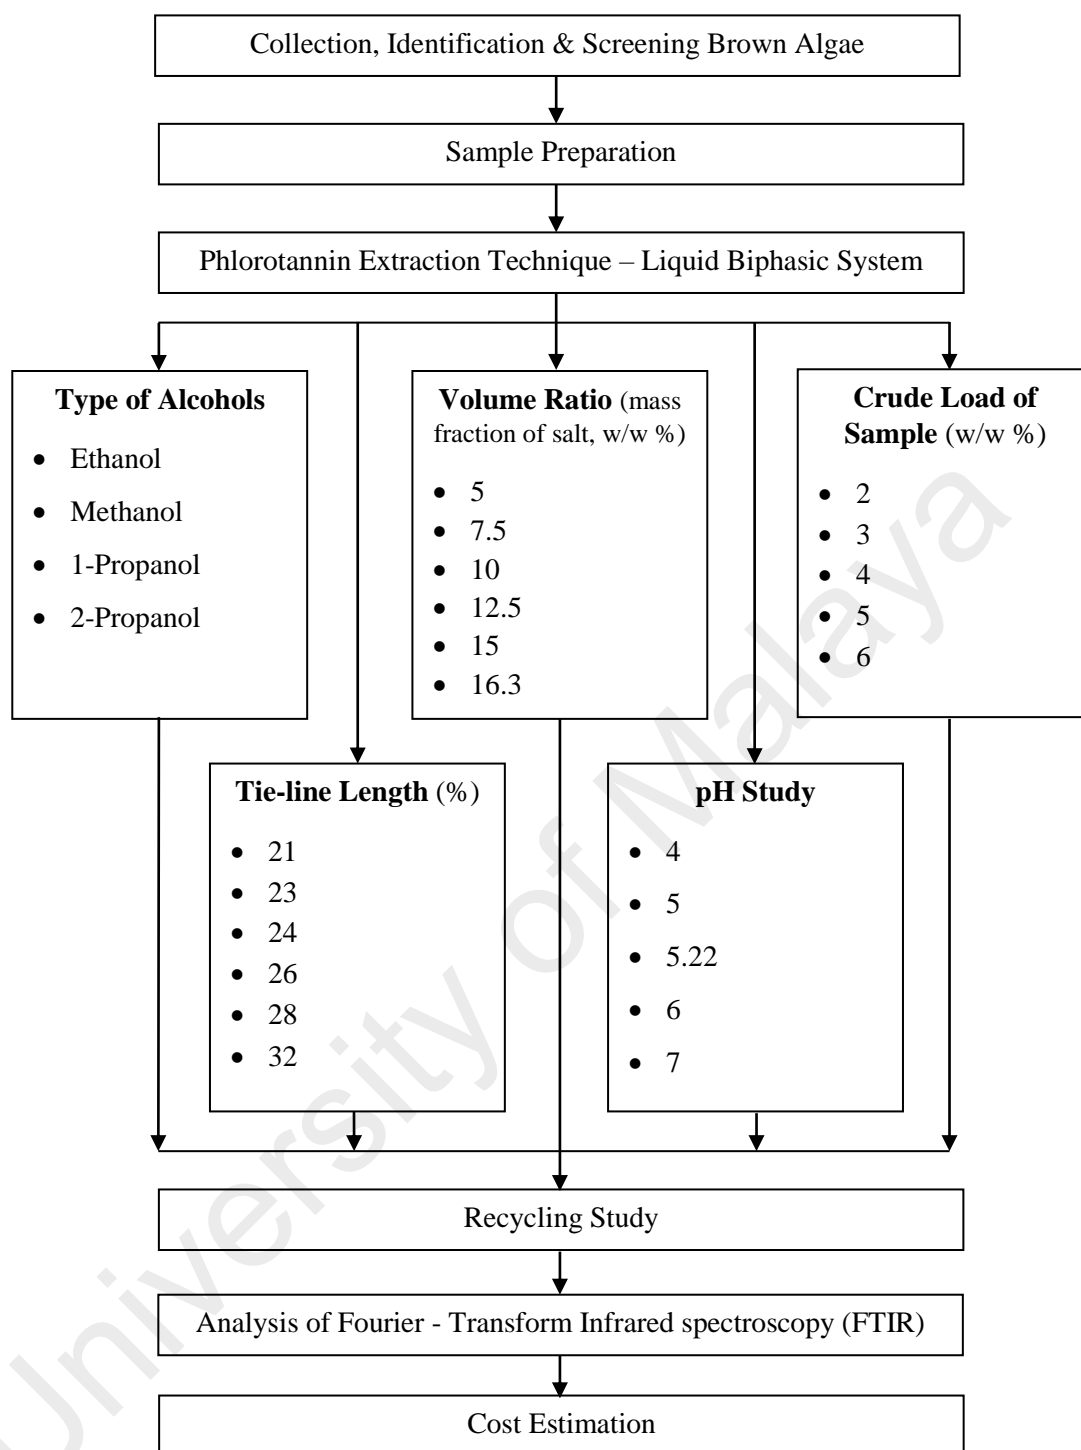 Collection, Identification & Screening Brown Algae
Sample Preparation
Phlorotannin Extraction Technique – Liquid Biphasic System
Type of Alcohols
• Ethanol
• Methanol
• 1-Propanol
• 2-Propanol
Volume Ratio (mass
fraction of salt, w/w %)
• 5
• 7.5
• 10
• 12.5
• 15
• 16.3
Crude Load of
Sample (w/w %)
• 2
• 3
• 4
• 5
• 6
Tie-line Length (%)
• 21
• 23
• 24
• 26
• 28
• 32
pH Study
• 4
• 5
• 5.22
• 6
• 7
Recycling Study
Analysis of Fourier - Transform Infrared spectroscopy (FTIR)
Cost Estimation
University of Malaya